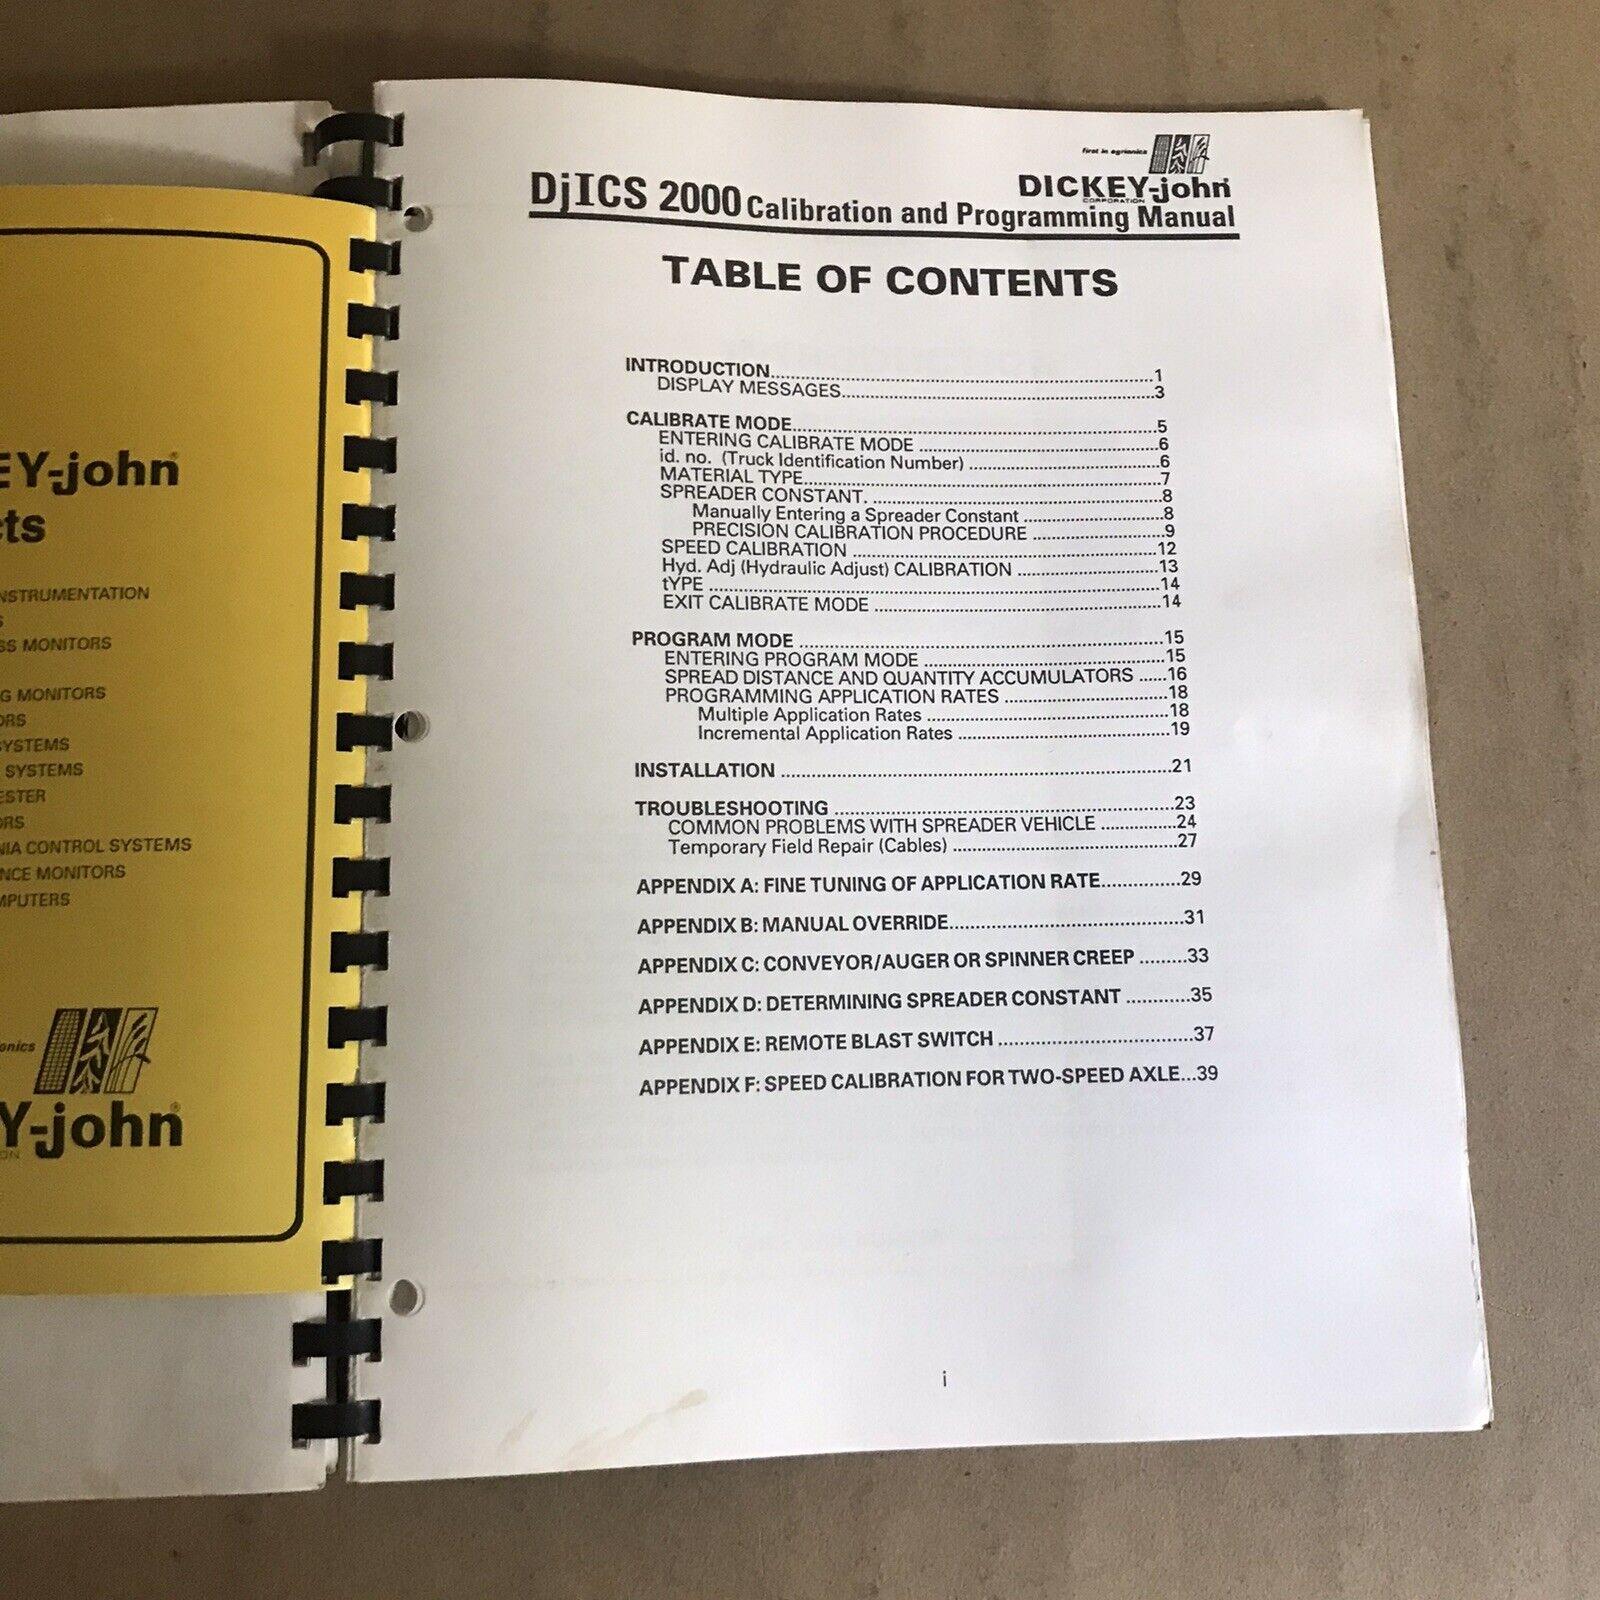 EY-john
cts
INSTRUMENTATION
S
SS MONITORS
G MONITORS
ORS
SYSTEMS
SYSTEMS
ESTER
ORS
NIA CONTROL SYSTEMS
NCE MONITORS
MPUTERS
onics
Y-john
ION
first in agrionics
DICKEY-john
CORPORATION
DjICS 2000 Calibration and Programming Manual
TABLE OF CONTENTS
INTRODUCTION..........1
DISPLAY MESSAGES..........3
CALIBRATE MODE..........5
ENTERING CALIBRATE MODE ..........6
id. no. (Truck Identification Number) ..........6
MATERIAL TYPE..........7
SPREADER CONSTANT. ..........8
Manually Entering a Spreader Constant ..........8
PRECISION CALIBRATION PROCEDURE ..........9
SPEED CALIBRATION ..........12
Hyd. Adj (Hydraulic Adjust) CALIBRATION ..........13
tYPE ..........14
EXIT CALIBRATE MODE ..........14
PROGRAM MODE ..........15
ENTERING PROGRAM MODE ..........15
SPREAD DISTANCE AND QUANTITY ACCUMULATORS ......16
PROGRAMMING APPLICATION RATES ..........18
Multiple Application Rates ..........18
Incremental Application Rates ..........19
INSTALLATION ..........21
TROUBLESHOOTING ..........23
COMMON PROBLEMS WITH SPREADER VEHICLE ..........24
Temporary Field Repair (Cables) ..........27
APPENDIX A: FINE TUNING OF APPLICATION RATE..........29
APPENDIX B: MANUAL OVERRIDE..........31
APPENDIX C: CONVEYOR/AUGER OR SPINNER CREEP .........33
APPENDIX D: DETERMINING SPREADER CONSTANT ............35
APPENDIX E: REMOTE BLAST SWITCH ..........37
APPENDIX F: SPEED CALIBRATION FOR TWO-SPEED AXLE...39
i